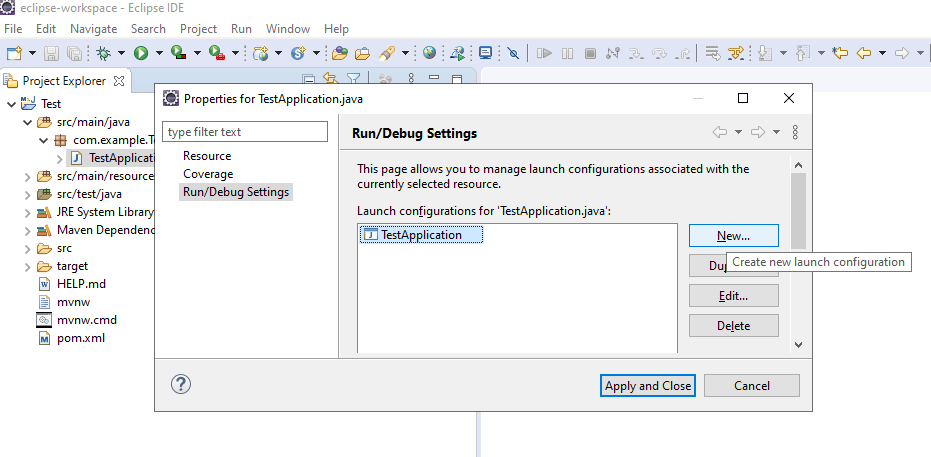 eclipse-workspace - Eclipse IDE
File Edit Navigate Search Project Run Window Help
Project Explorer
Test
src/main/java
com.example.T
TestApplicati
src/main/resource
src/test/java
JRE System Library
Maven Dependenc
src
target
HELP.md
mvnw
mvnw.cmd
pom.xml
Properties for TestApplication.java
type filter text
Resource
Coverage
Run/Debug Settings
Run/Debug Settings
This page allows you to manage launch configurations associated with the
currently selected resource.
Launch configurations for 'TestApplication.java':
TestApplication
New...
Create new launch configuration
Edit...
Delete
Apply and Close
Cancel